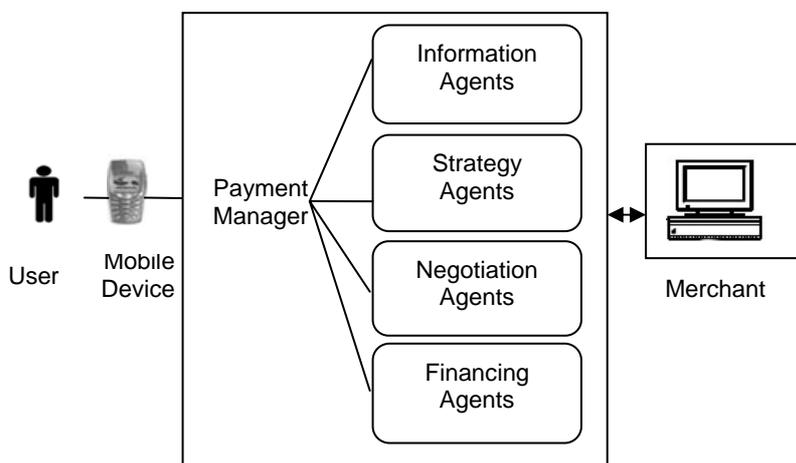 Information
Agents
Strategy
Agents
Payment
Manager
Negotiation
Agents
Financing
Agents
User
Mobile
Device
Merchant